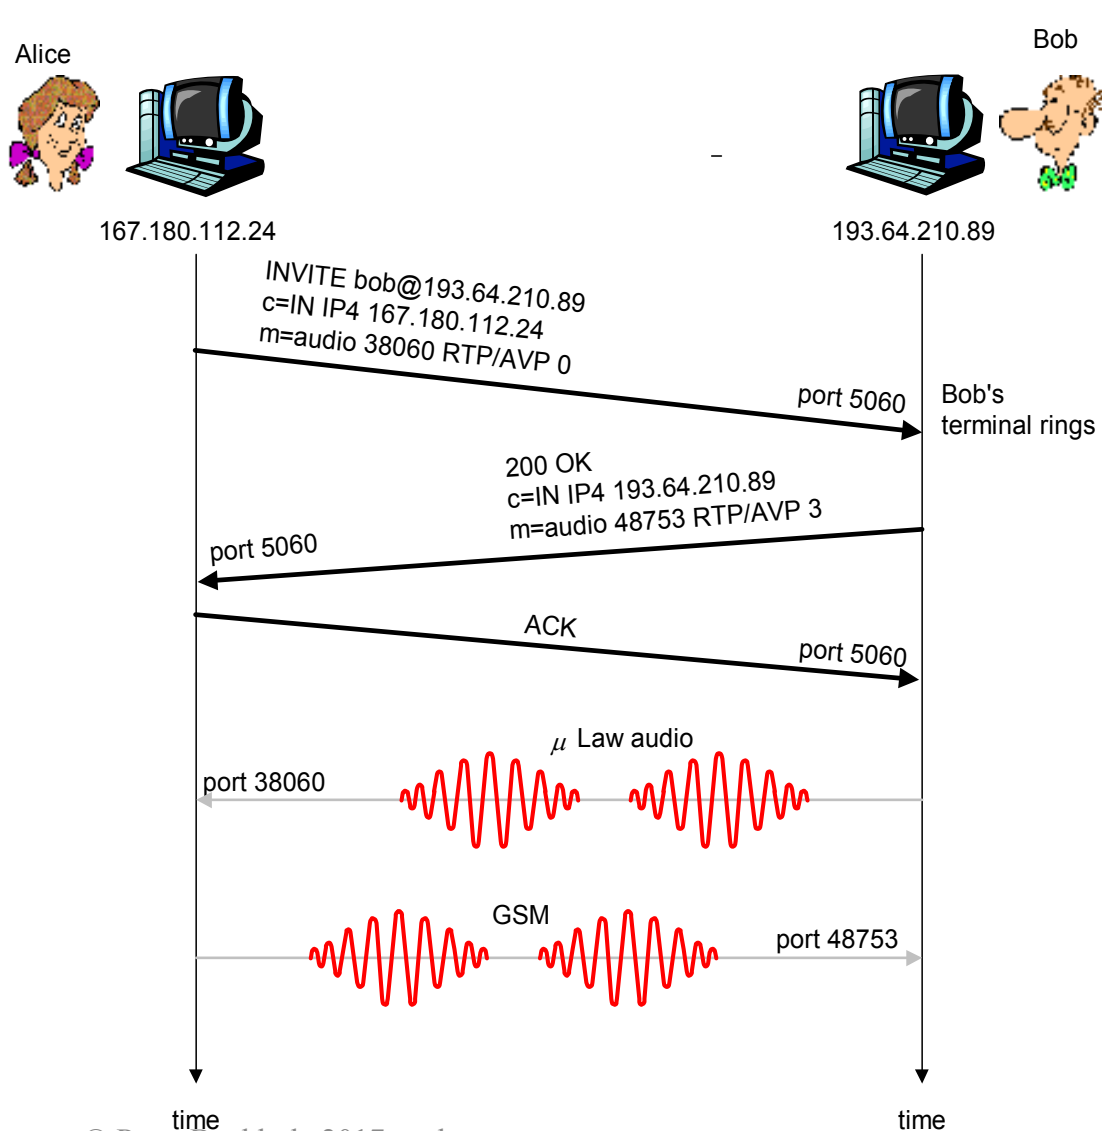 Alice
Bob
167.180.112.24
193.64.210.89
INVITE bob@193.64.210.89
c=IN IP4 167.180.112.24
m=audio 38060 RTP/AVP 0
port 5060
Bob's
terminal rings
200 OK
c=IN IP4 193.64.210.89
m=audio 48753 RTP/AVP 3
port 5060
ACK
port 5060
μ Law audio
port 38060
GSM
port 48753
time
time